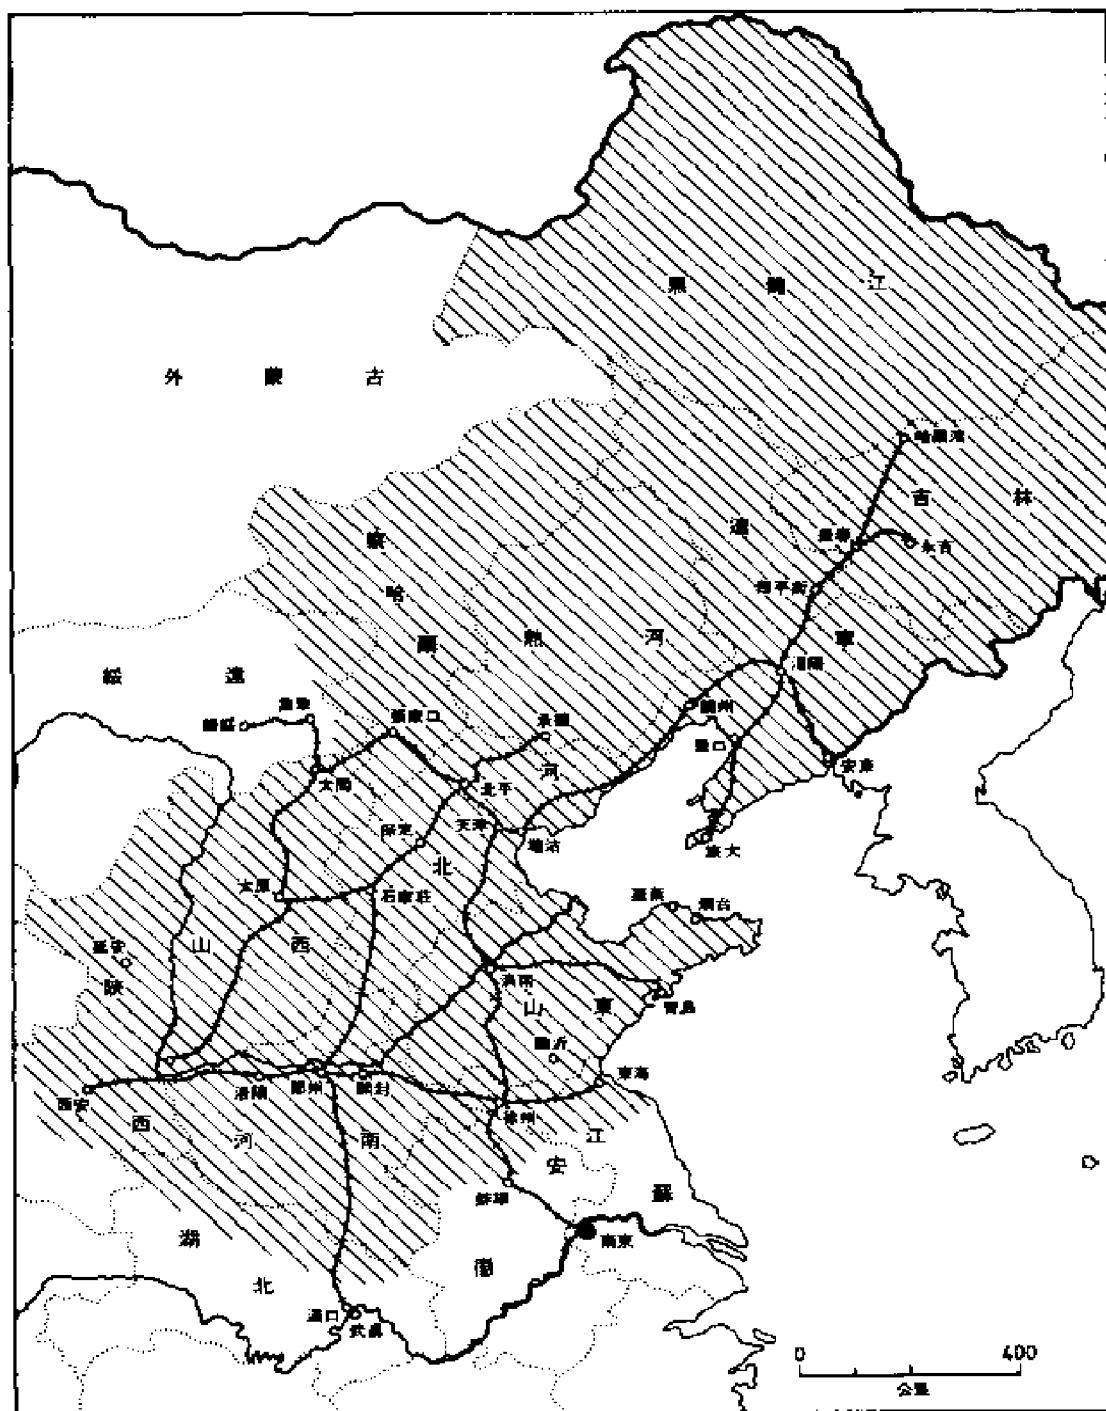 黑龍江
外蒙古
哈爾濱
吉林
察哈爾
遼寧
長春
永吉
四平街
熱河
瀋陽
綏遠
歸綏
集寧
張家口
承德
錦州
營口
安東
大同
北平
河北
天津
塘沽
保定
旅大
太原
石家莊
烟台
延安
山西
陝西
濟南
青島
山東
臨沂
東海
西安
洛陽
鄭州
開封
徐州
河南
江蘇
安徽
蚌埠
南京
湖北
漢口
武昌
0 400
公里